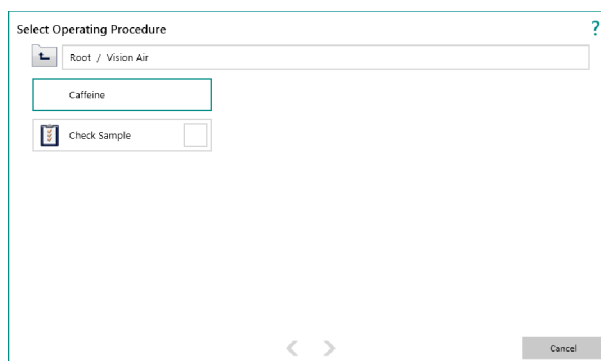 Select Operating Procedure
?
Root / Vision Air
Caffeine
Check Sample
Cancel